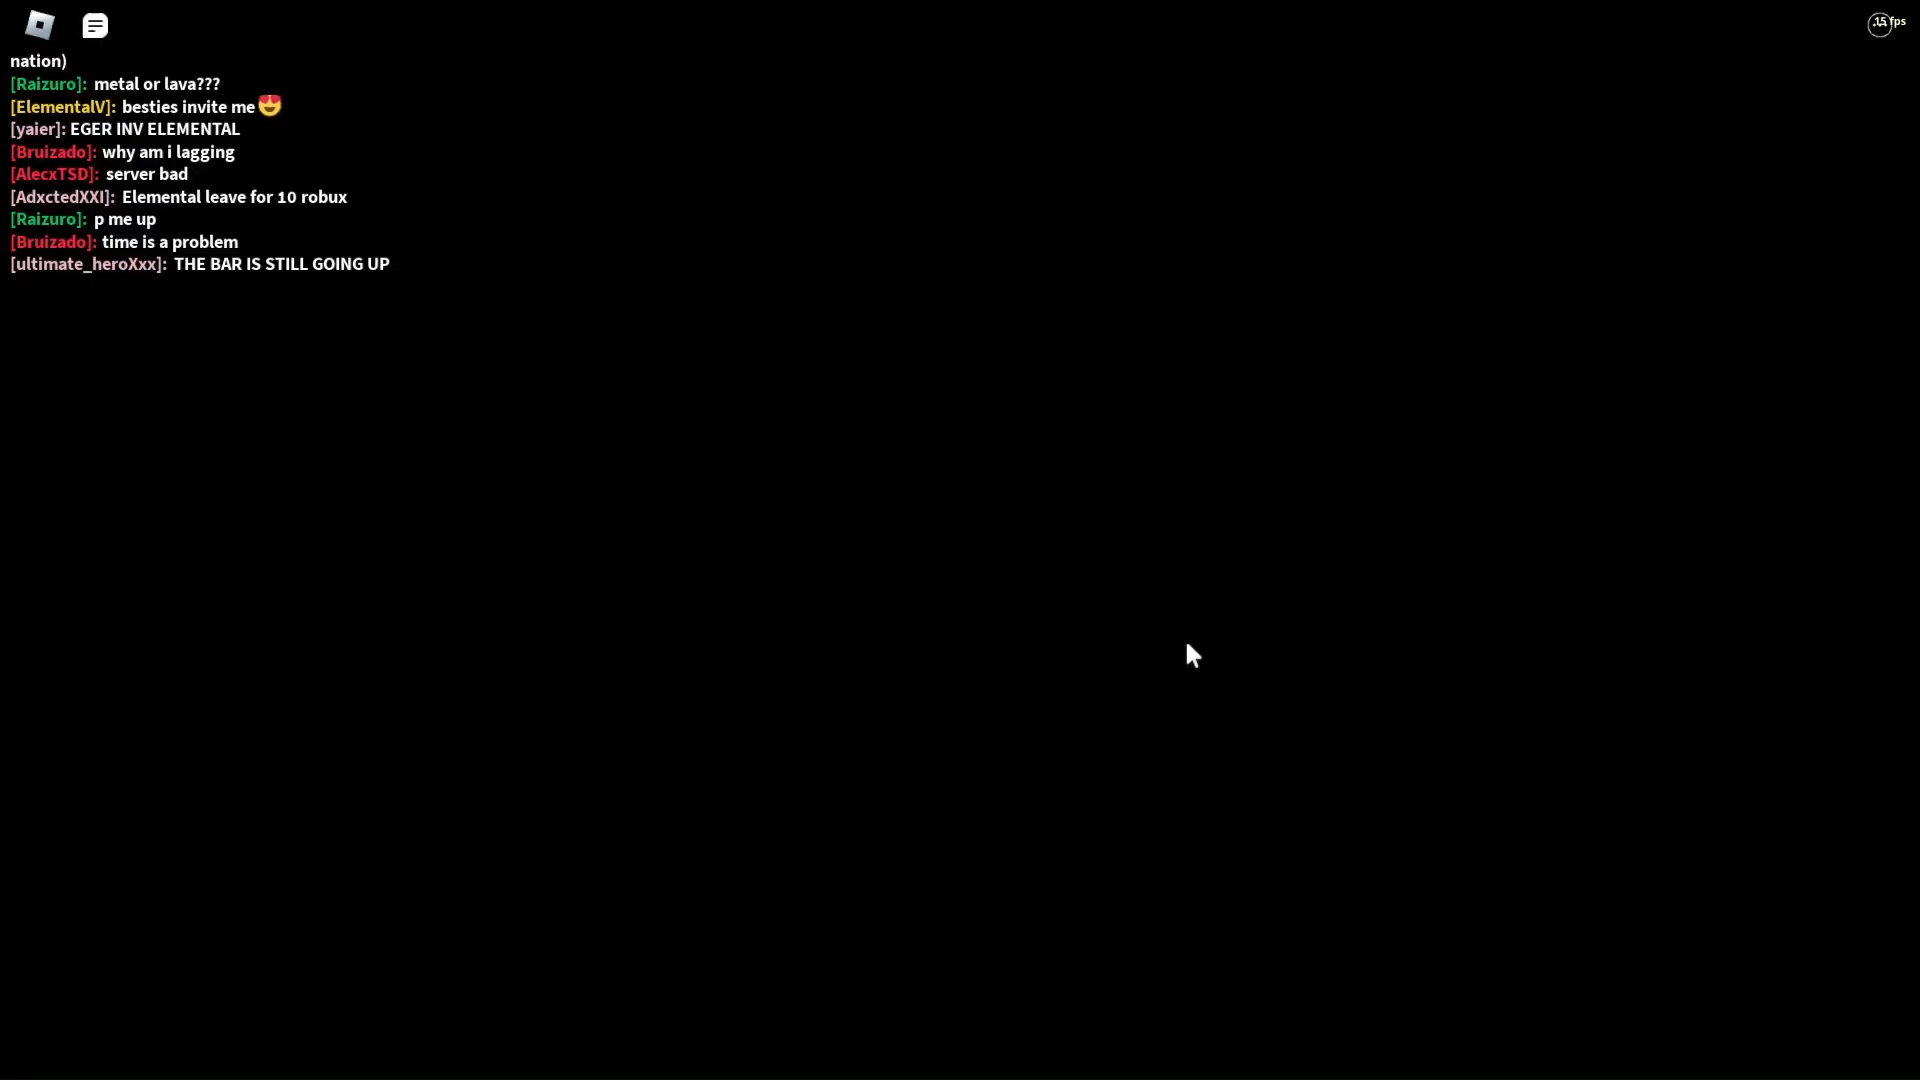 15 fps
nation)
[Raizuro]: metal or lava???
[ElementalV]: besties invite me😍
[yaier]: EGER INV ELEMENTAL
[Bruizado]: why am i lagging
[AlecxTSD]: server bad
[AdxctedXXI]: Elemental leave for 10 robux
[Raizuro]: p me up
[Bruizado]: time is a problem
[ultimate_heroXxx]: THE BAR IS STILL GOING UP